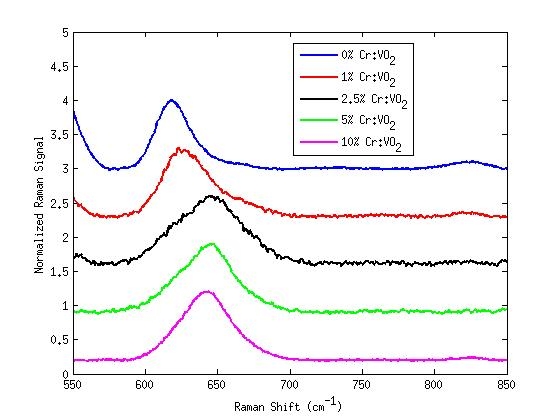 5
4.5
4
3.5
3
2.5
2
1.5
1
0.5
0
Normalized Raman Signal
0% Cr:VO2
1% Cr:VO2
2.5% Cr:VO2
5% Cr:VO2
10% Cr:VO2
550 600 650 700 750 800 850
Raman Shift (cm-1)